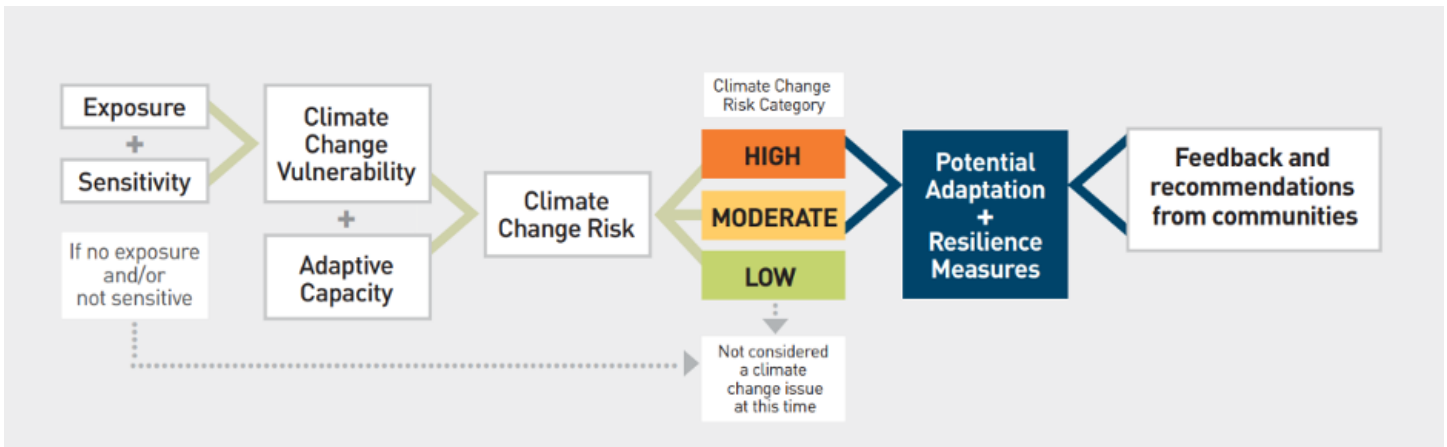 Exposure
+
Sensitivity
If no exposure
and/or
not sensitive
Climate
Change
Vulnerability
+
Adaptive
Capacity
Climate
Change Risk
Climate Change
Risk Category
HIGH
MODERATE
LOW
Not considered
a climate
change issue
at this time
Potential
Adaptation
+
Resilience
Measures
Feedback and
recommendations
from communities